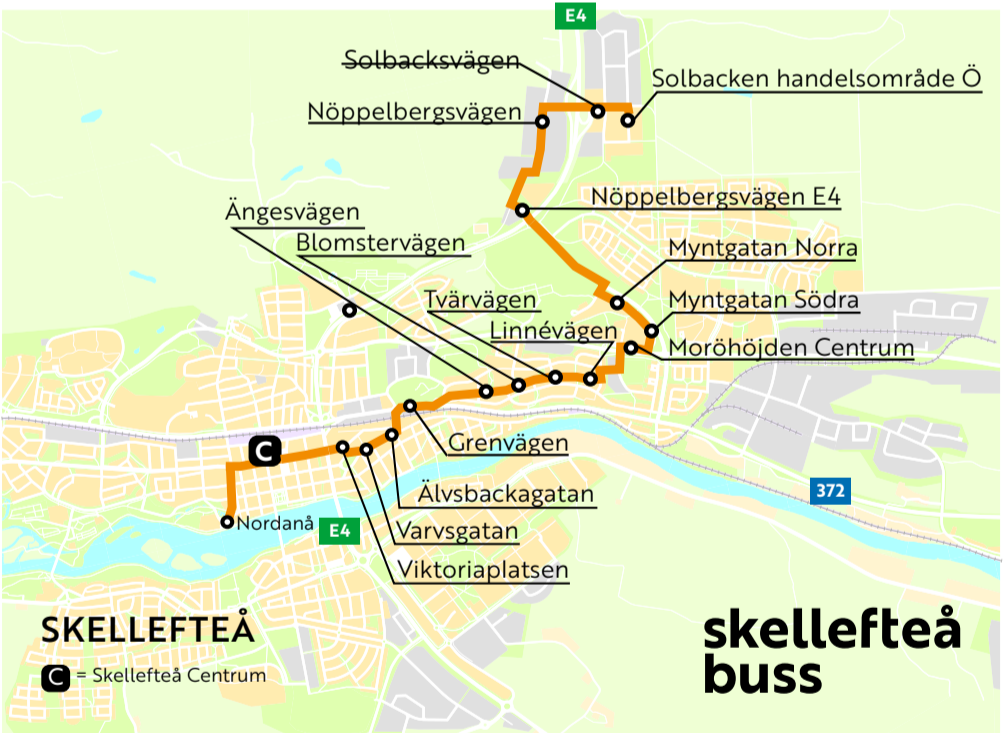 E4
Solbacksvägen
Solbacken handelsområde Ö
Nöppelbergsvägen
Nöppelbergsvägen E4
Ängesvägen
Blomstervägen
Myntgatan Norra
Tvärvägen
Myntgatan Södra
Linnévägen
Moröhöjden Centrum
Grenvägen
C
372
Älvsbackagatan
Nordanå
E4
Varvsgatan
Viktoriaplatsen
SKELLEFTEÅ
C = Skellefteå Centrum
skellefteå
buss